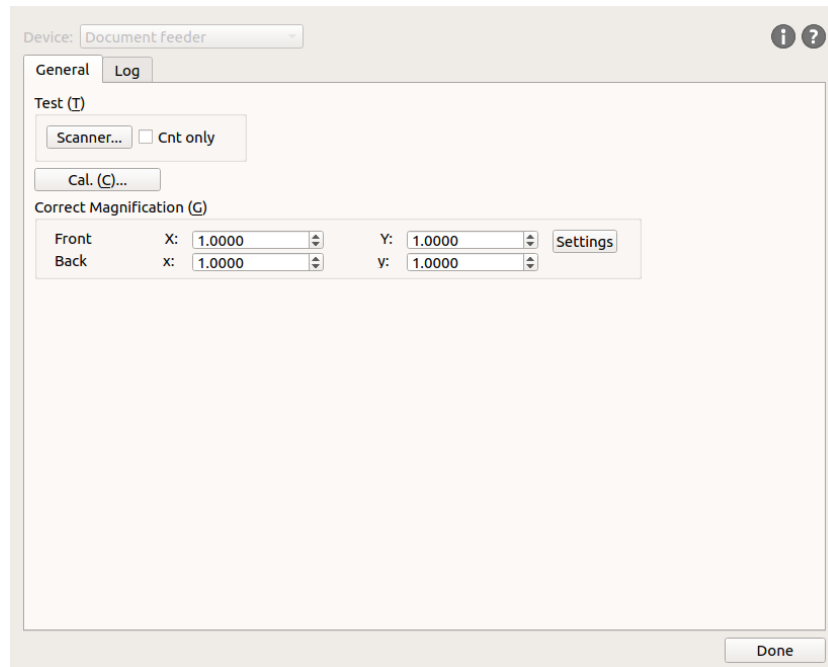 Device: Document feeder
General Log
Test (T)
Scanner... Cnt only
Cal. (C)...
Correct Magnification (G)
Front X: 1.0000 Y: 1.0000 Settings
Back x: 1.0000 y: 1.0000
Done